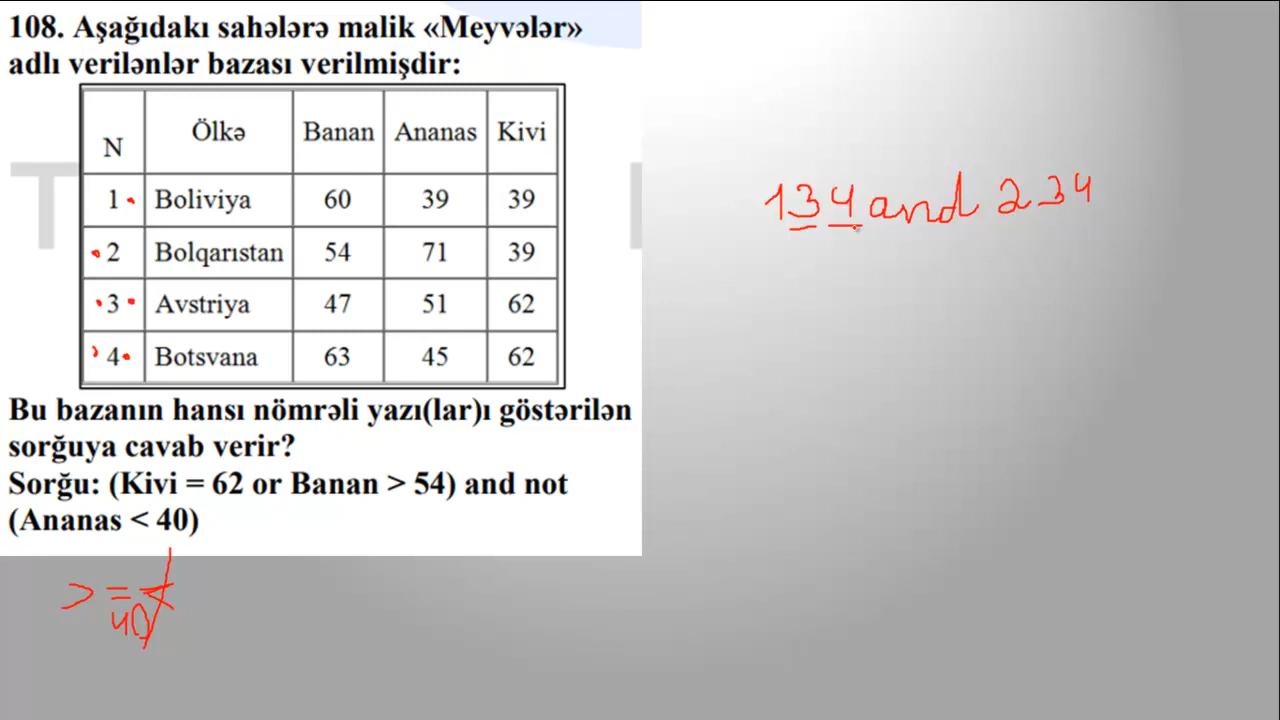 108. Aşağıdakı sahələrə malik «Meyvələr»
adlı verilənlər bazası verilmişdir:
N Ölkə Banan Ananas Kivi
1 Boliviya 60 39 39
2 Bolqarıstan 54 71 39
3 Avstriya 47 51 62
4 Botsvana 63 45 62
Bu bazanın hansı nömrəli yazı(lar)ı göstərilən
sorğuya cavab verir?
Sorğu: (Kivi = 62 or Banan > 54) and not
(Ananas < 40)
134 and 234
> =
40